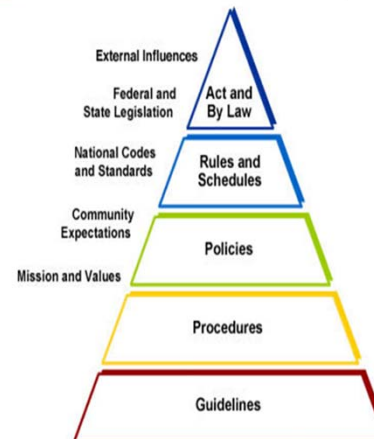 External Influences
Federal and
State Legislation
Act and
By Law
National Codes
and Standards
Rules and
Schedules
Community
Expectations
Policies
Mission and Values
Procedures
Guidelines